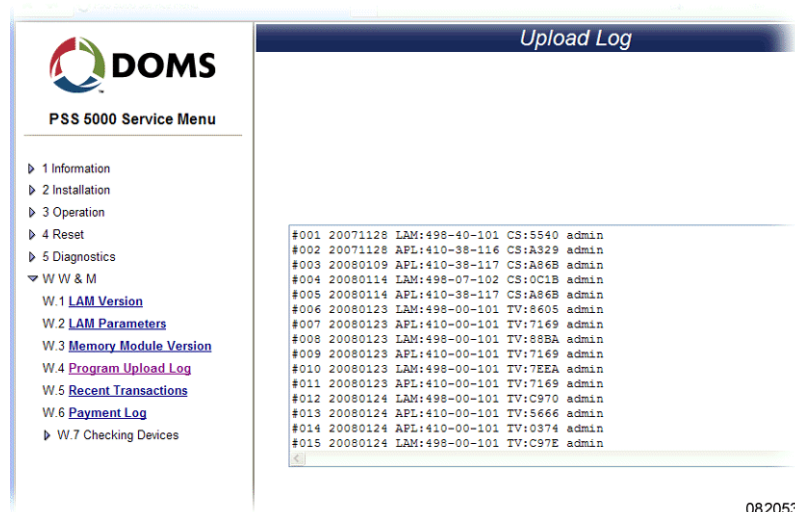 Upload Log
DOMS
PSS 5000 Service Menu
1 Information
2 Installation
3 Operation
4 Reset
5 Diagnostics
W W & M
W.1 LAM Version
W.2 LAM Parameters
W.3 Memory Module Version
W.4 Program Upload Log
W.5 Recent Transactions
W.6 Payment Log
W.7 Checking Devices
#001 20071128 LAM:498-40-101 CS:5540 admin
#002 20071128 APL:410-38-116 CS:A329 admin
#003 20080109 APL:410-38-117 CS:A86B admin
#004 20080114 LAM:498-07-102 CS:0C1B admin
#005 20080114 APL:410-38-117 CS:A86B admin
#006 20080123 LAM:498-00-101 TV:8605 admin
#007 20080123 APL:410-00-101 TV:7169 admin
#008 20080123 LAM:498-00-101 TV:88BA admin
#009 20080123 APL:410-00-101 TV:7169 admin
#010 20080123 LAM:498-00-101 TV:7EEA admin
#011 20080123 APL:410-00-101 TV:7169 admin
#012 20080124 LAM:498-00-101 TV:C970 admin
#013 20080124 APL:410-00-101 TV:5666 admin
#014 20080124 APL:410-00-101 TV:0374 admin
#015 20080124 LAM:498-00-101 TV:C97E admin
082053